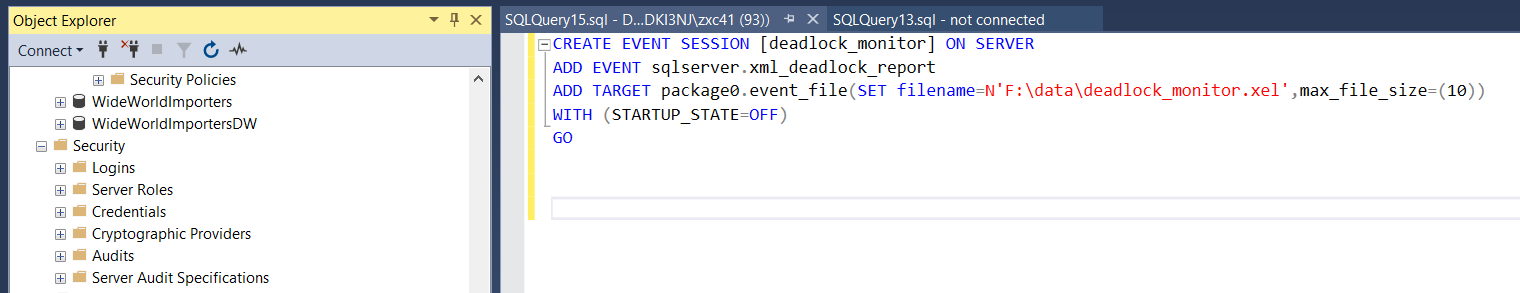 Object Explorer
Connect
Security Policies
WideWorldImporters
WideWorldImportersDW
Security
Logins
Server Roles
Credentials
Cryptographic Providers
Audits
Server Audit Specifications
SQLQuery15.sql - D...DKI3NJ\zxc41 (93))
SQLQuery13.sql - not connected
CREATE EVENT SESSION [deadlock_monitor] ON SERVER
ADD EVENT sqlserver.xml_deadlock_report
ADD TARGET package0.event_file(SET filename=N'F:\data\deadlock_monitor.xel',max_file_size=(10))
WITH (STARTUP_STATE=OFF)
GO